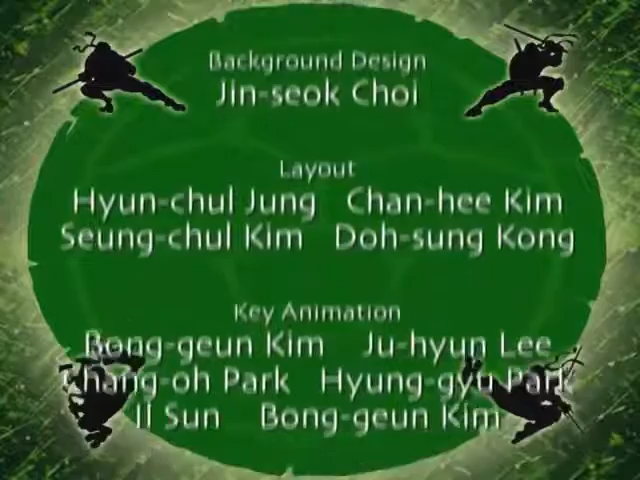 Background Design
Jin-seok Choi
Layout
Hyun-chul Jung Chan-hee Kim
Seung-chul Kim Doh-sung Kong
Key Animation
Bong-geun Kim Ju-hyun Lee
Chang-oh Park Hyung-gyu Park
Il Sun Bong-geun Kim